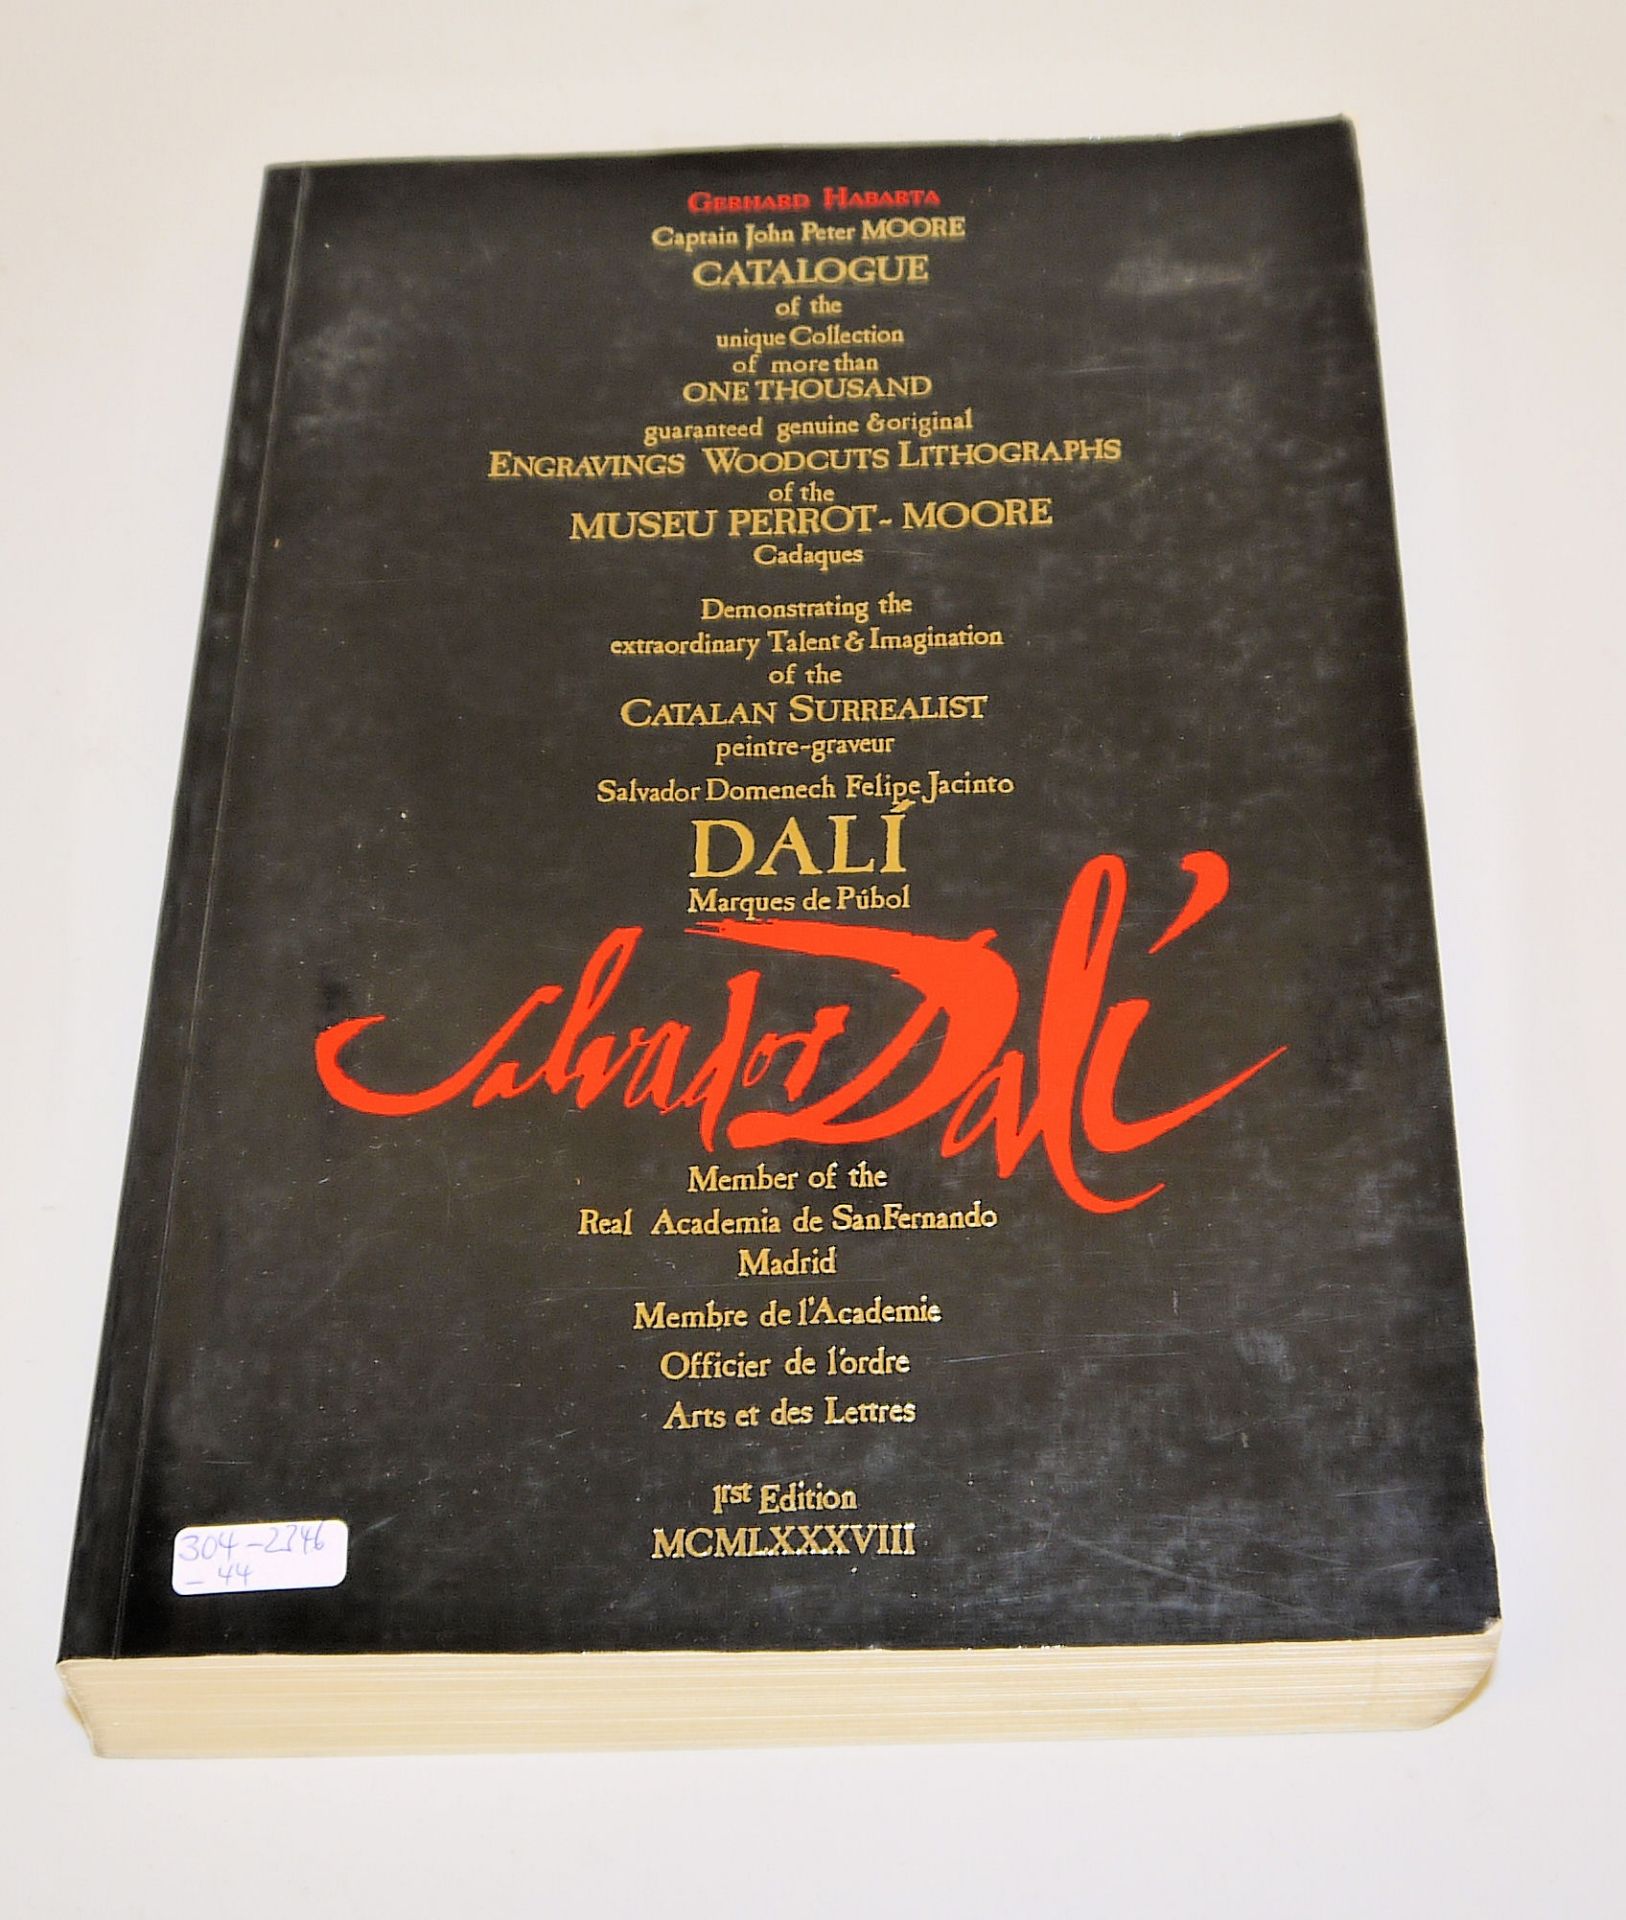 GERHARD HABARTA
Captain John Peter MOORE
CATALOGUE
of the
unique Collection
of more than
ONE THOUSAND
guaranteed genuine & original
ENGRAVINGS WOODCUTS LITHOGRAPHS
of the
MUSEU PERROT- MOORE
Cadaques
Demonstrating the
extraordinary Talent & Imagination
of the
CATALAN SURREALIST
peintre-graveur
Salvador Domenech Felipe Jacinto
DALÍ
Marques de Púbol
Salvador Dalí
Member of the
Real Academia de San Fernando
Madrid
Membre de l'Academie
Officier de l'ordre
Arts et des Lettres
1rst Edition
MCMLXXXVIII
304-2746
- 44